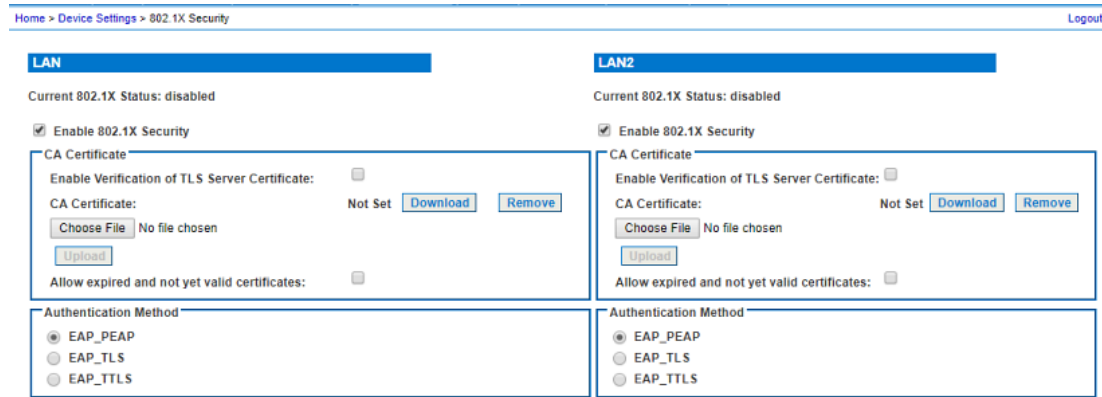 Home > Device Settings > 802.1X Security
Logout
LAN
Current 802.1X Status: disabled
Enable 802.1X Security
CA Certificate
Enable Verification of TLS Server Certificate:
CA Certificate: Not Set Download Remove
Choose File No file chosen
Upload
Allow expired and not yet valid certificates:
Authentication Method
EAP_PEAP
EAP_TLS
EAP_TTLS
LAN2
Current 802.1X Status: disabled
Enable 802.1X Security
CA Certificate
Enable Verification of TLS Server Certificate:
CA Certificate: Not Set Download Remove
Choose File No file chosen
Upload
Allow expired and not yet valid certificates:
Authentication Method
EAP_PEAP
EAP_TLS
EAP_TTLS